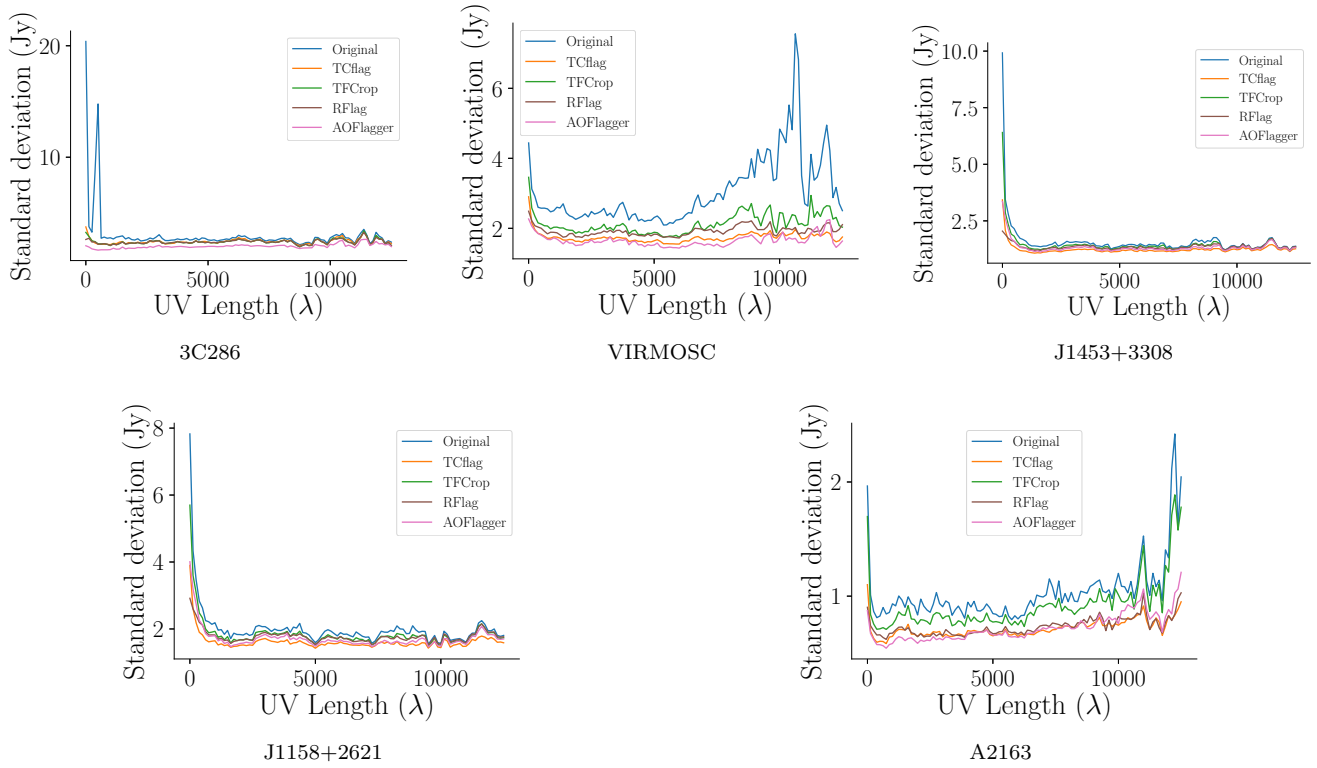 Standard deviation (Jy)
20
10
0
5000
10000
UV Length (λ)
Original
TCflag
TFCrop
RFlag
AOFlagger
3C286
Standard deviation (Jy)
6
4
2
0
5000
10000
UV Length (λ)
Original
TCflag
TFCrop
RFlag
AOFlagger
VIRMOSC
Standard deviation (Jy)
10.0
7.5
5.0
2.5
0
5000
10000
UV Length (λ)
Original
TCflag
TFCrop
RFlag
AOFlagger
J1453+3308
Standard deviation (Jy)
8
6
4
2
0
5000
10000
UV Length (λ)
Original
TCflag
TFCrop
RFlag
AOFlagger
J1158+2621
Standard deviation (Jy)
2
1
0
5000
10000
UV Length (λ)
Original
TCflag
TFCrop
RFlag
AOFlagger
A2163